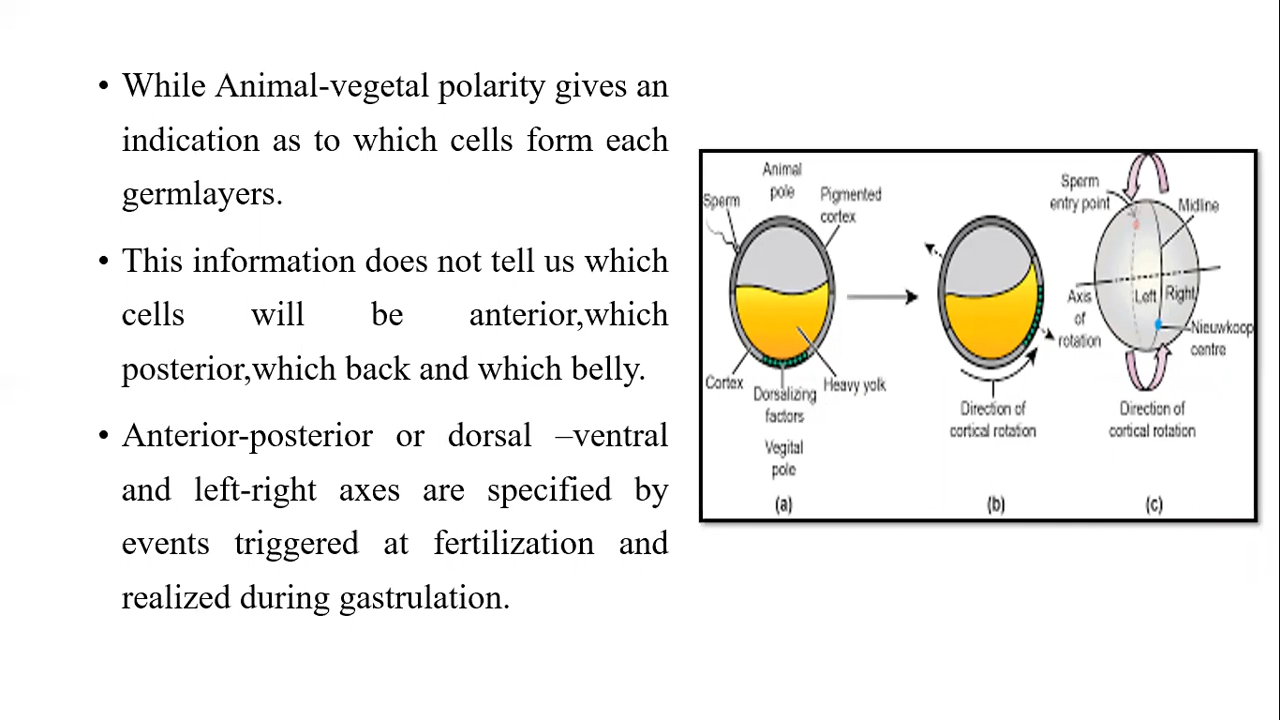 • While Animal-vegetal polarity gives an
indication as to which cells form each
germlayers.
• This information does not tell us which
cells will be anterior,which
posterior,which back and which belly.
• Anterior-posterior or dorsal –ventral
and left-right axes are specified by
events triggered at fertilization and
realized during gastrulation.
Animal
pole
Sperm
Pigmented
cortex
Cortex
Dorsalizing
factors
Heavy yolk
Vegital
pole
(a)
Direction of
cortical rotation
(b)
Sperm
entry point
Midline
Axis
of
rotation
Left
Right
Nieuwkoop
centre
Direction of
cortical rotation
(c)